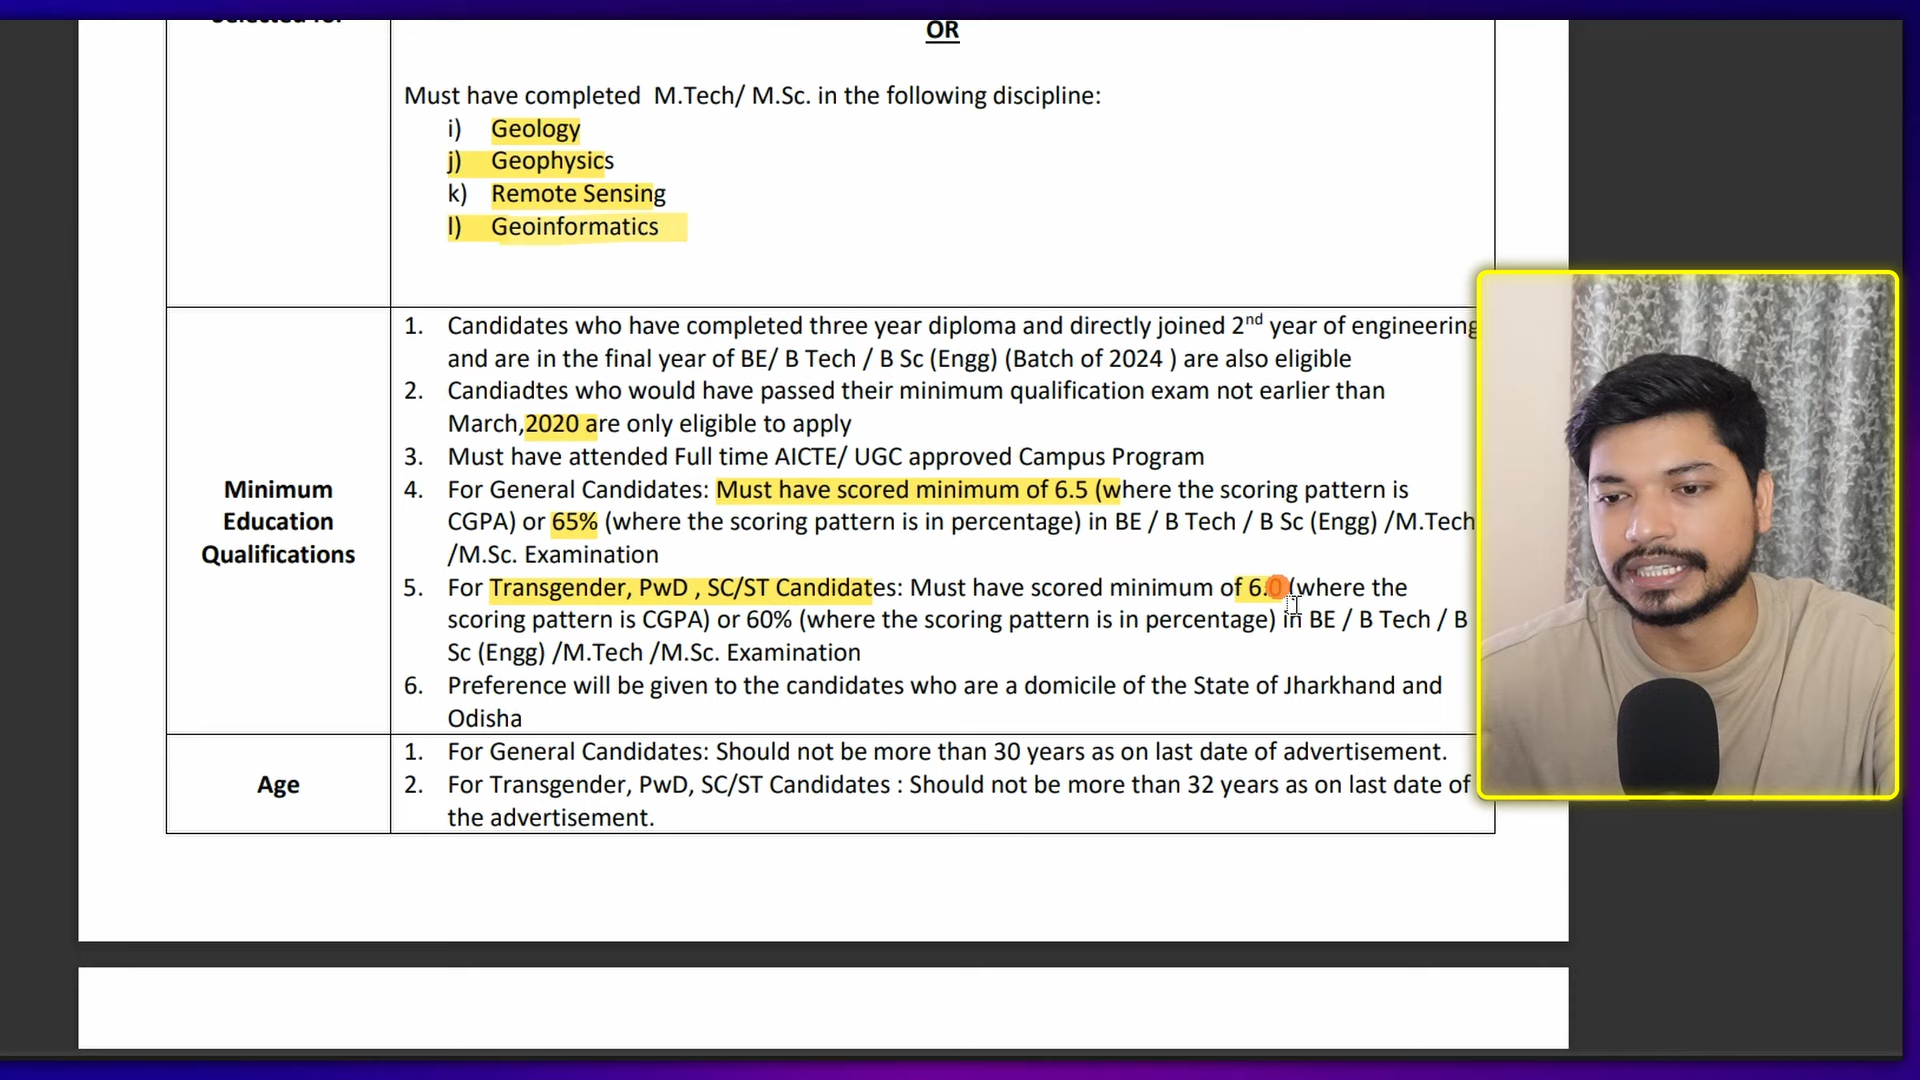 Selected for
OR
Must have completed M.Tech/ M.Sc. in the following discipline:
i) Geology
j) Geophysics
k) Remote Sensing
l) Geoinformatics
Minimum
Education
Qualifications
1. Candidates who have completed three year diploma and directly joined 2nd year of engineering
and are in the final year of BE/ B Tech / B Sc (Engg) (Batch of 2024 ) are also eligible
2. Candiadtes who would have passed their minimum qualification exam not earlier than
March,2020 are only eligible to apply
3. Must have attended Full time AICTE/ UGC approved Campus Program
4. For General Candidates: Must have scored minimum of 6.5 (where the scoring pattern is
CGPA) or 65% (where the scoring pattern is in percentage) in BE / B Tech / B Sc (Engg) /M.Tech
/M.Sc. Examination
5. For Transgender, PwD , SC/ST Candidates: Must have scored minimum of 6.0 (where the
scoring pattern is CGPA) or 60% (where the scoring pattern is in percentage) in BE / B Tech / B
Sc (Engg) /M.Tech /M.Sc. Examination
6. Preference will be given to the candidates who are a domicile of the State of Jharkhand and
Odisha
Age
1. For General Candidates: Should not be more than 30 years as on last date of advertisement.
2. For Transgender, PwD, SC/ST Candidates : Should not be more than 32 years as on last date of
the advertisement.